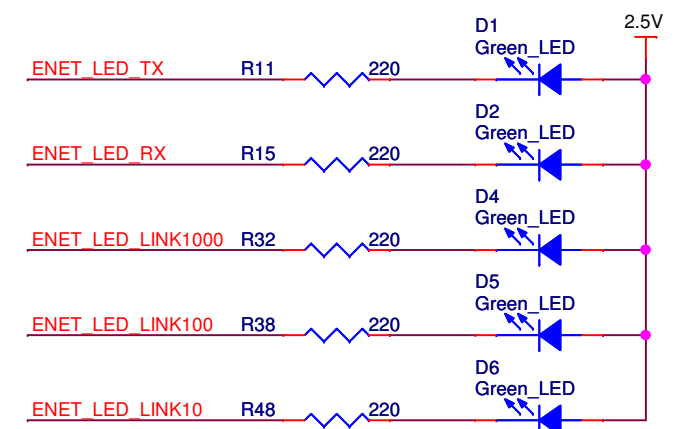 2.5V
D1
Green_LED
ENET_LED_TX R11 220
D2
Green_LED
ENET_LED_RX R15 220
D4
Green_LED
ENET_LED_LINK1000 R32 220
D5
Green_LED
ENET_LED_LINK100 R38 220
D6
Green_LED
ENET_LED_LINK10 R48 220